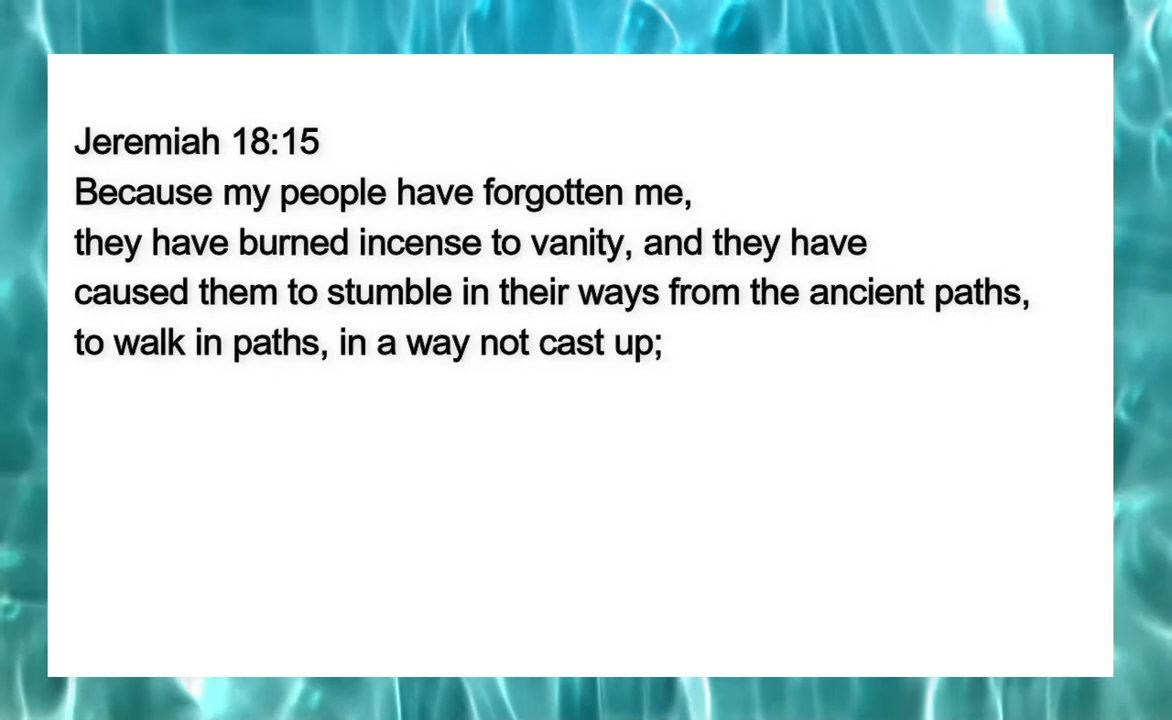 Jeremiah 18:15
Because my people have forgotten me,
they have burned incense to vanity, and they have
caused them to stumble in their ways from the ancient paths,
to walk in paths, in a way not cast up;